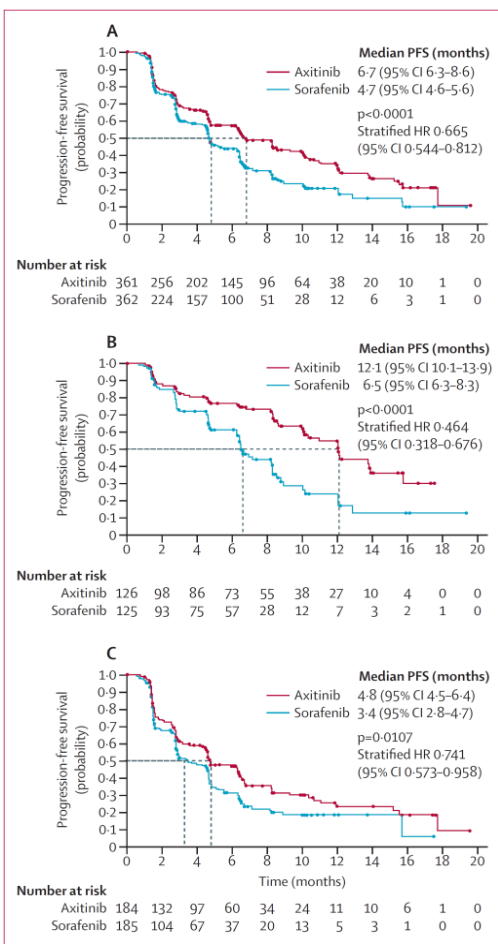 A
Median PFS (months)
Axitinib 6·7 (95% CI 6·3–8·6)
Sorafenib 4·7 (95% CI 4·6–5·6)
p<0·0001
Stratified HR 0·665
(95% CI 0·544–0·812)
Progression-free survival
(probability)
1·0
0·9
0·8
0·7
0·6
0·5
0·4
0·3
0·2
0·1
0
0 2 4 6 8 10 12 14 16 18 20
Number at risk
Axitinib 361 256 202 145 96 64 38 20 10 1 0
Sorafenib 362 224 157 100 51 28 12 6 3 1 0
B
Median PFS (months)
Axitinib 12·1 (95% CI 10·1–13·9)
Sorafenib 6·5 (95% CI 6·3–8·3)
p<0·0001
Stratified HR 0·464
(95% CI 0·318–0·676)
Progression-free survival
(probability)
1·0
0·9
0·8
0·7
0·6
0·5
0·4
0·3
0·2
0·1
0
0 2 4 6 8 10 12 14 16 18 20
Number at risk
Axitinib 126 98 86 73 55 38 27 10 4 0 0
Sorafenib 125 93 75 57 28 12 7 3 2 1 0
C
Median PFS (months)
Axitinib 4·8 (95% CI 4·5–6·4)
Sorafenib 3·4 (95% CI 2·8–4·7)
p=0·0107
Stratified HR 0·741
(95% CI 0·573–0·958)
Progression-free survival
(probability)
1·0
0·9
0·8
0·7
0·6
0·5
0·4
0·3
0·2
0·1
0
0 2 4 6 8 10 12 14 16 18 20
Time (months)
Number at risk
Axitinib 184 132 97 60 34 24 11 10 6 1 0
Sorafenib 185 104 67 37 20 13 5 3 1 0 0